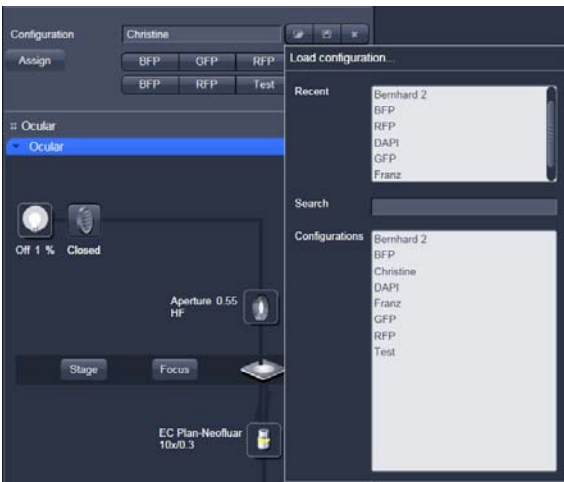 Configuration
Christine
Assign
BFP
GFP
RFP
BFP
RFP
Test
Ocular
Ocular
Off 1 %
Closed
Aperture 0.55
HF
Stage
Focus
EC Plan-Neofluar
10x/0.3
Load configuration...
Recent
Bernhard 2
BFP
RFP
DAPI
GFP
Franz
Search
Configurations
Bernhard 2
BFP
Christine
DAPI
Franz
GFP
RFP
Test